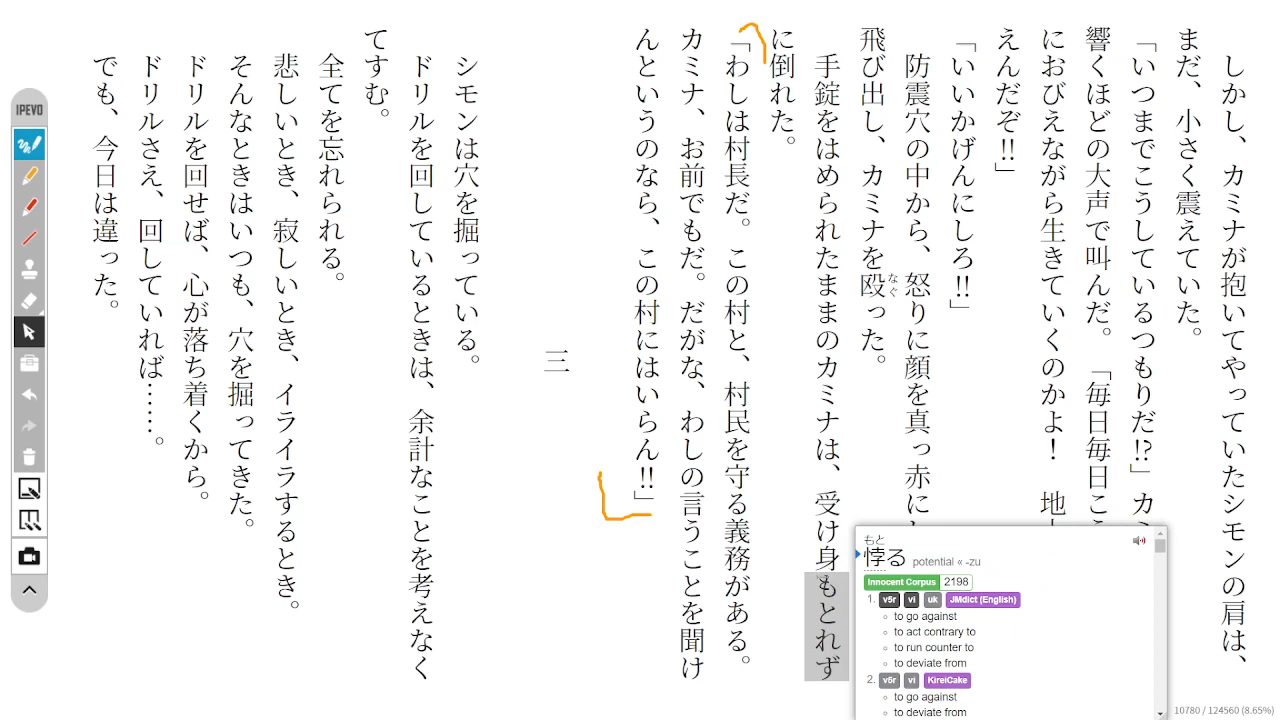 しかし、カミナが抱いてやっていたシモンの肩は、
まだ、小さく震えていた。
「いつまでこうしているつもりだ!?」カミ
響くほどの大声で叫んだ。「毎日毎日こう
におびえながら生きていくのかよ！　地上
えんだぞ!!」
「いいかげんにしろ!!」
防震穴の中から、怒りに顔を真っ赤にし
飛び出し、カミナを殴った。
なぐ
手錠をはめられたままのカミナは、受け身もとれず
に倒れた。
「わしは村長だ。この村と、村民を守る義務がある。
カミナ、お前でもだ。だがな、わしの言うことを聞け
んというのなら、この村にはいらん!!」
三
シモンは穴を掘っている。
ドリルを回しているときは、余計なことを考えなく
てすむ。
全てを忘れられる。
悲しいとき、寂しいとき、イライラするとき。
そんなときはいつも、穴を掘ってきた。
ドリルを回せば、心が落ち着くから。
ドリルさえ、回していれば……。
でも、今日は違った。
IPEVO
もと
悖る potential « -zu
Innocent Corpus 2198
1. v5r vi uk JMdict (English)
to go against
to act contrary to
to run counter to
to deviate from
2. v5r vi KireiCake
to go against
to deviate from
10780 / 124560 (8.65%)